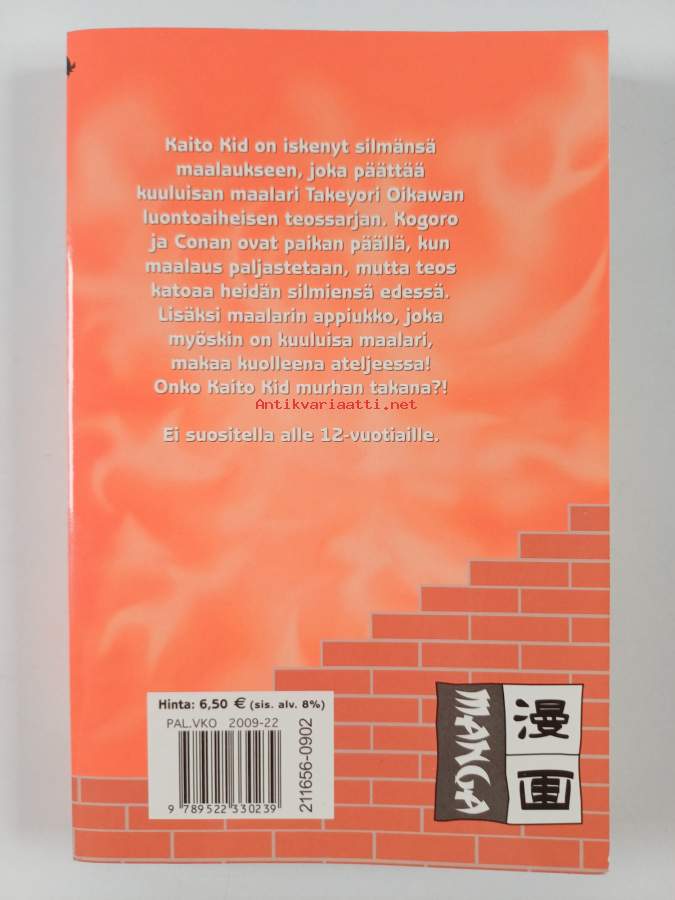 Kaito Kid on iskenyt silmänsä
maalaukseen, joka päättää
kuuluisan maalari Takeyori Oikawan
luontoaiheisen teossarjan. Kogoro
ja Conan ovat paikan päällä, kun
maalaus paljastetaan, mutta teos
katoaa heidän silmiensä edessä.
Lisäksi maalarin appiukko, joka
myöskin on kuuluisa maalari,
makaa kuolleena ateljeessa!
Onko Kaito Kid murhan takana?!
Antikvariaatti.net
Ei suositella alle 12-vuotiaille.
Hinta: 6,50 € (sis. alv. 8%)
PAL.VKO 2009-22
9 789522 330239
211656-0902
MANGA
漫画